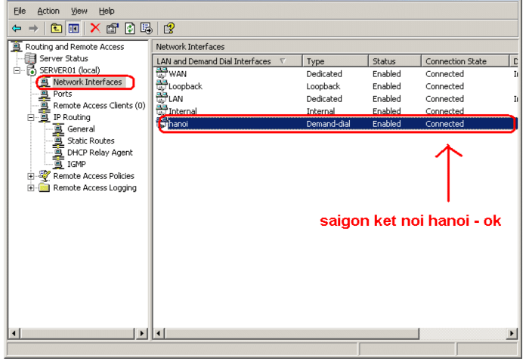 File Action View Help
Routing and Remote Access
Server Status
SERVER01 (local)
Network Interfaces
Ports
Remote Access Clients (0)
IP Routing
General
Static Routes
DHCP Relay Agent
IGMP
Remote Access Policies
Remote Access Logging
Network Interfaces
LAN and Demand Dial Interfaces Type Status Connection State D
WAN Dedicated Enabled Connected
Loopback Loopback Enabled Connected
LAN Dedicated Enabled Connected
Internal Internal Enabled Connected
hanoi Demand-dial Enabled Connected
saigon ket noi hanoi - ok